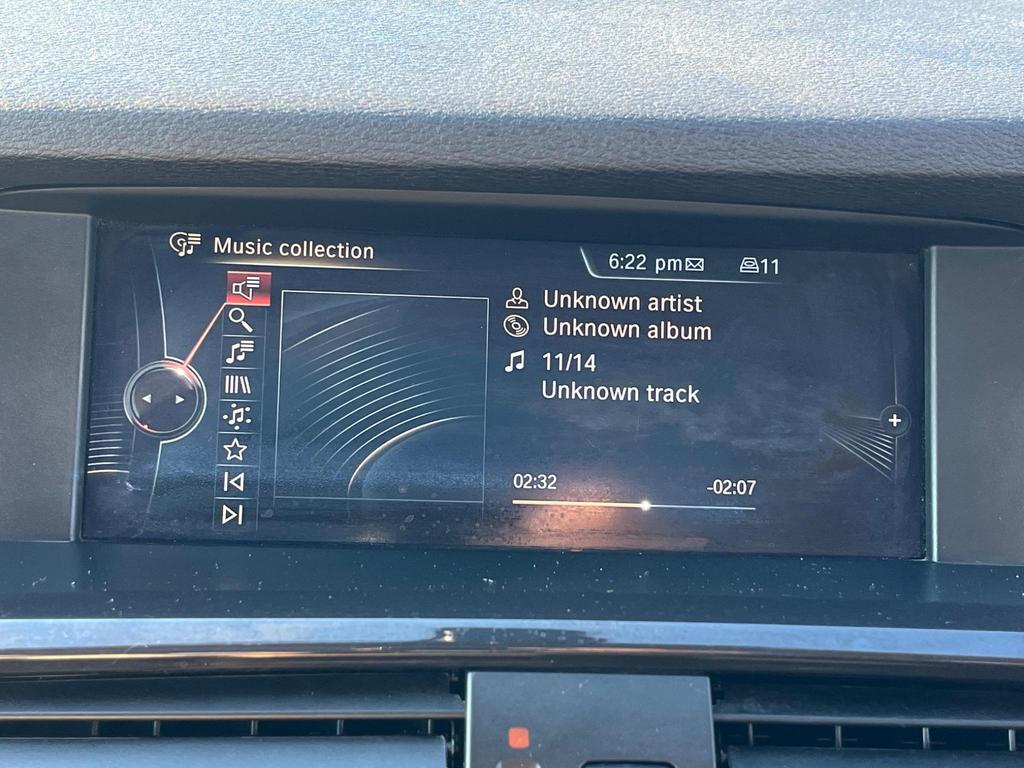 Music collection
6:22 pm
11
Unknown artist
Unknown album
11/14
Unknown track
02:32
-02:07